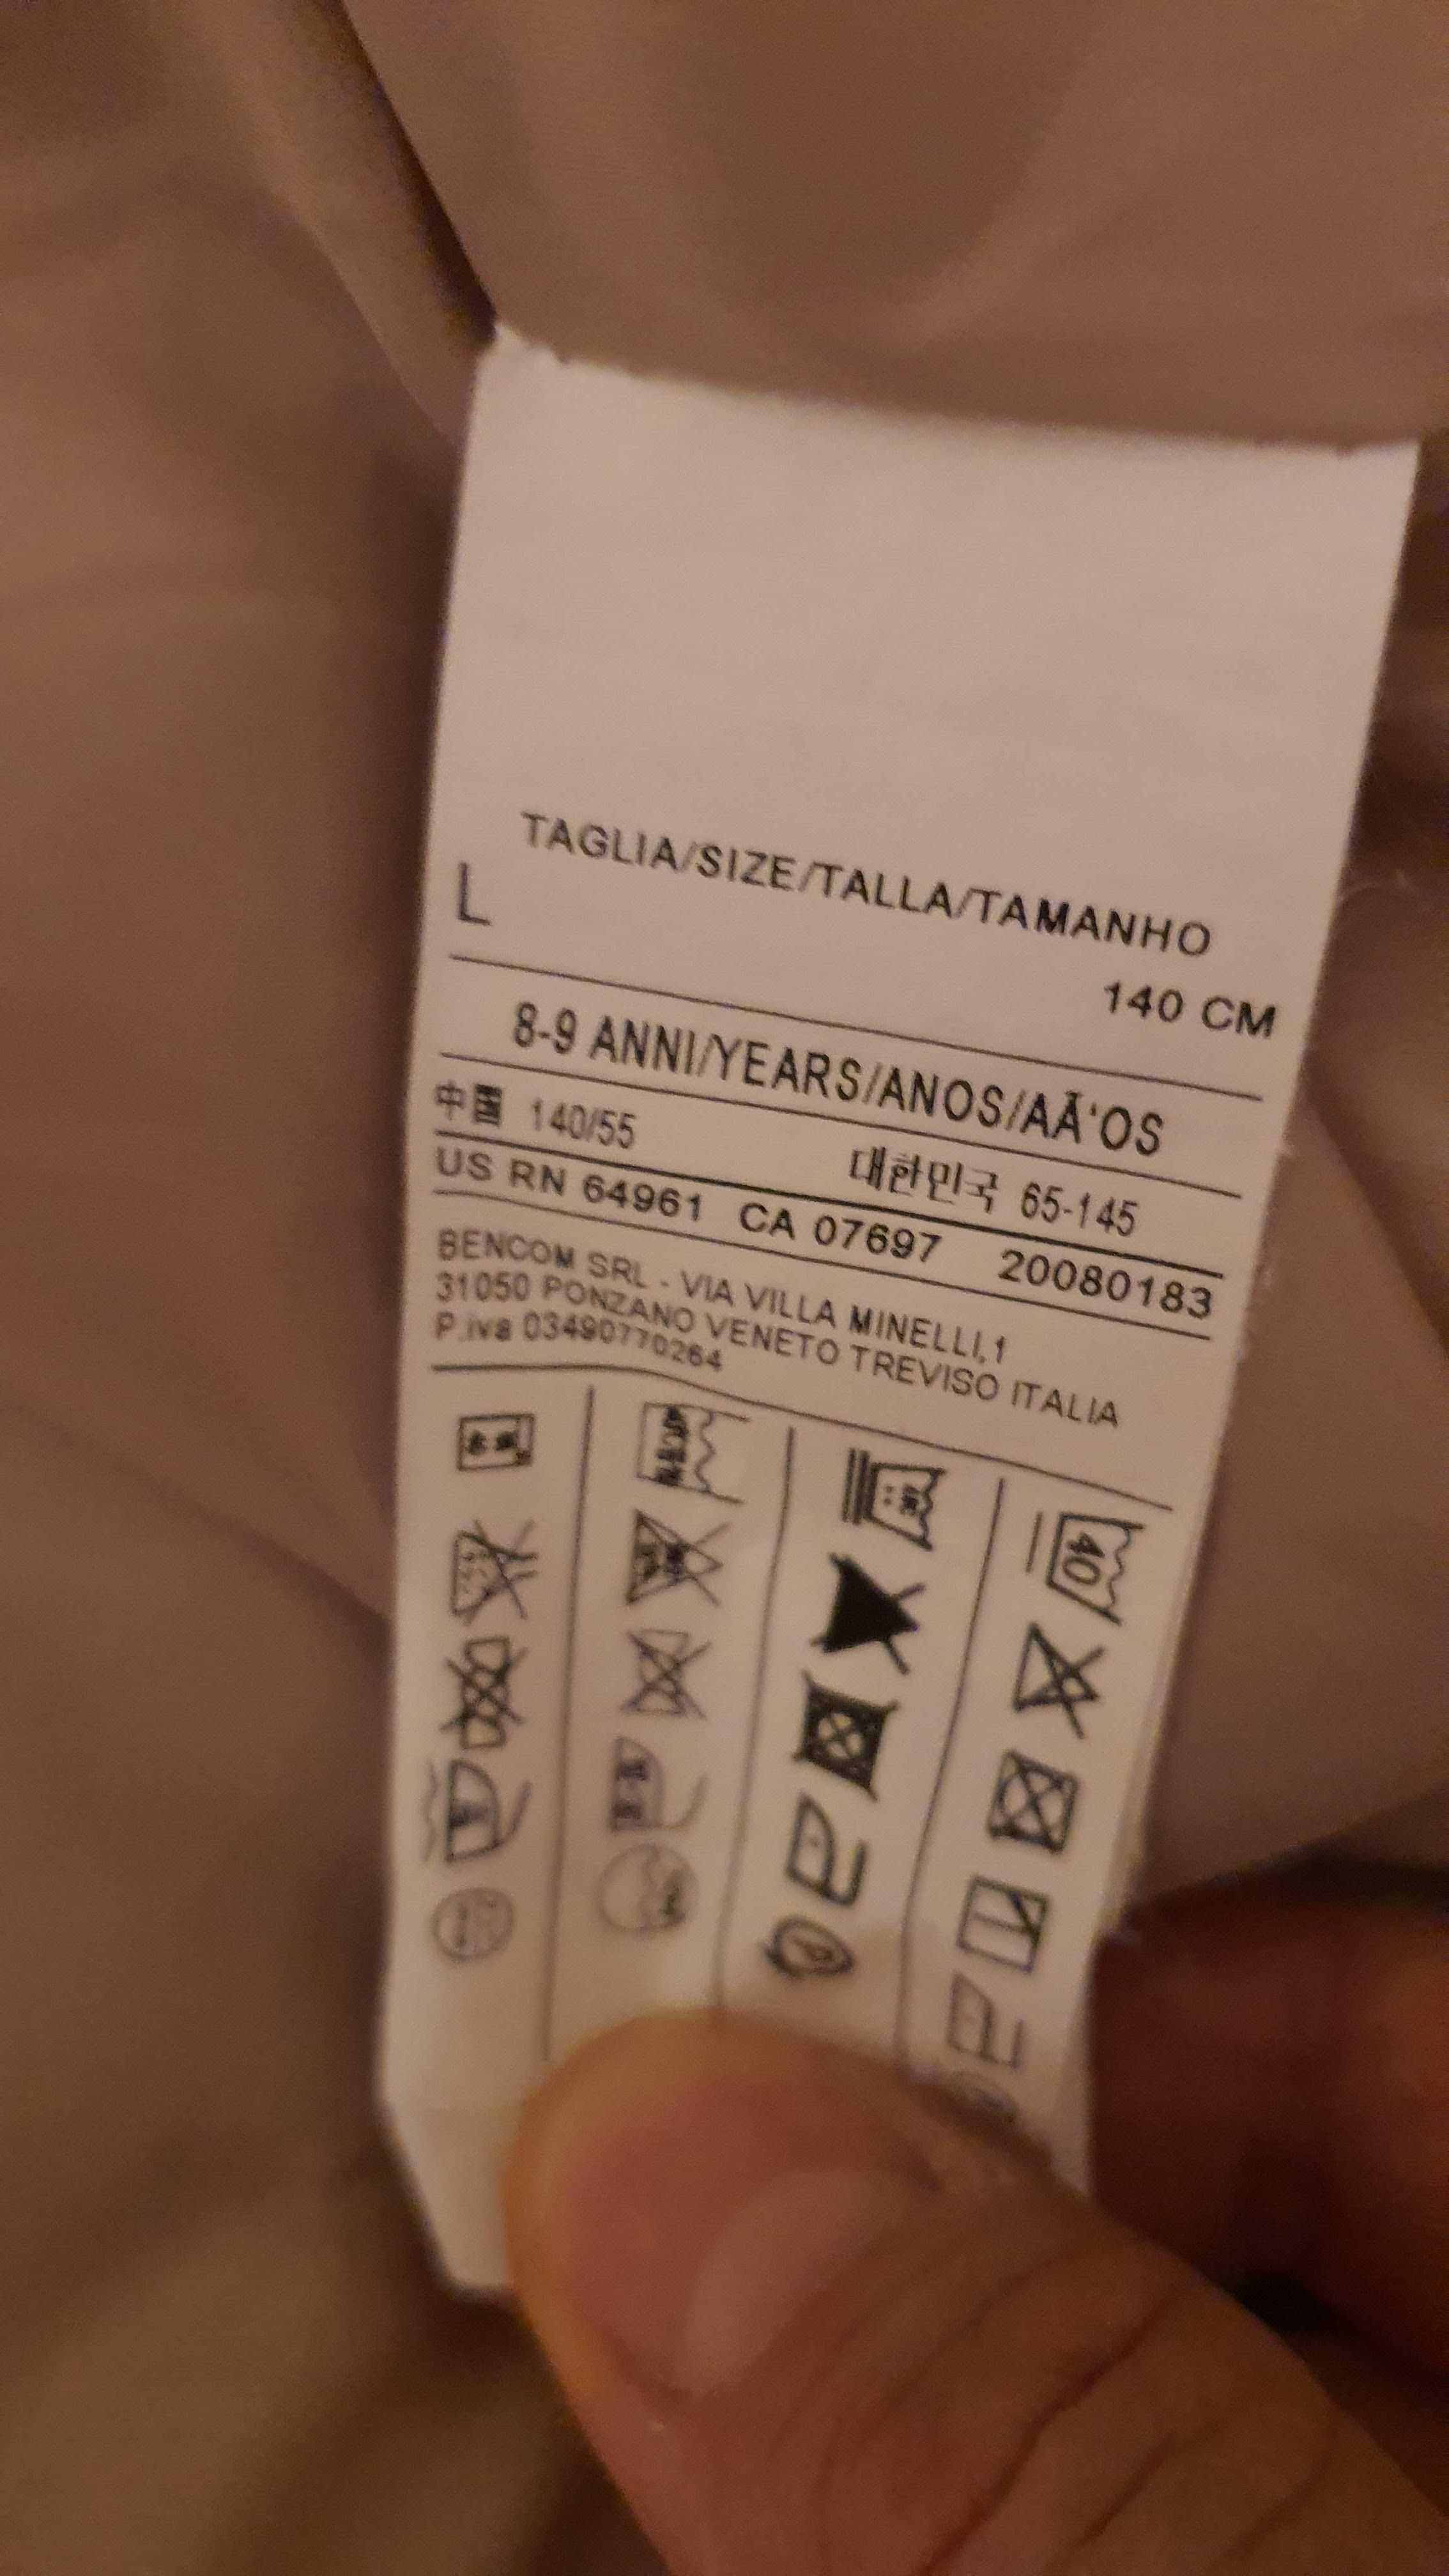 TAGLIA/SIZE/TALLA/TAMANHO
L 140 CM
8-9 ANNI/YEARS/ANOS/AÃ‘OS
中国 140/55 대한민국 65-145
US RN 64961 CA 07697 20080183
BENCOM SRL - VIA VILLA MINELLI,1
31050 PONZANO VENETO TREVISO ITALIA
P.iva 03490770264
40